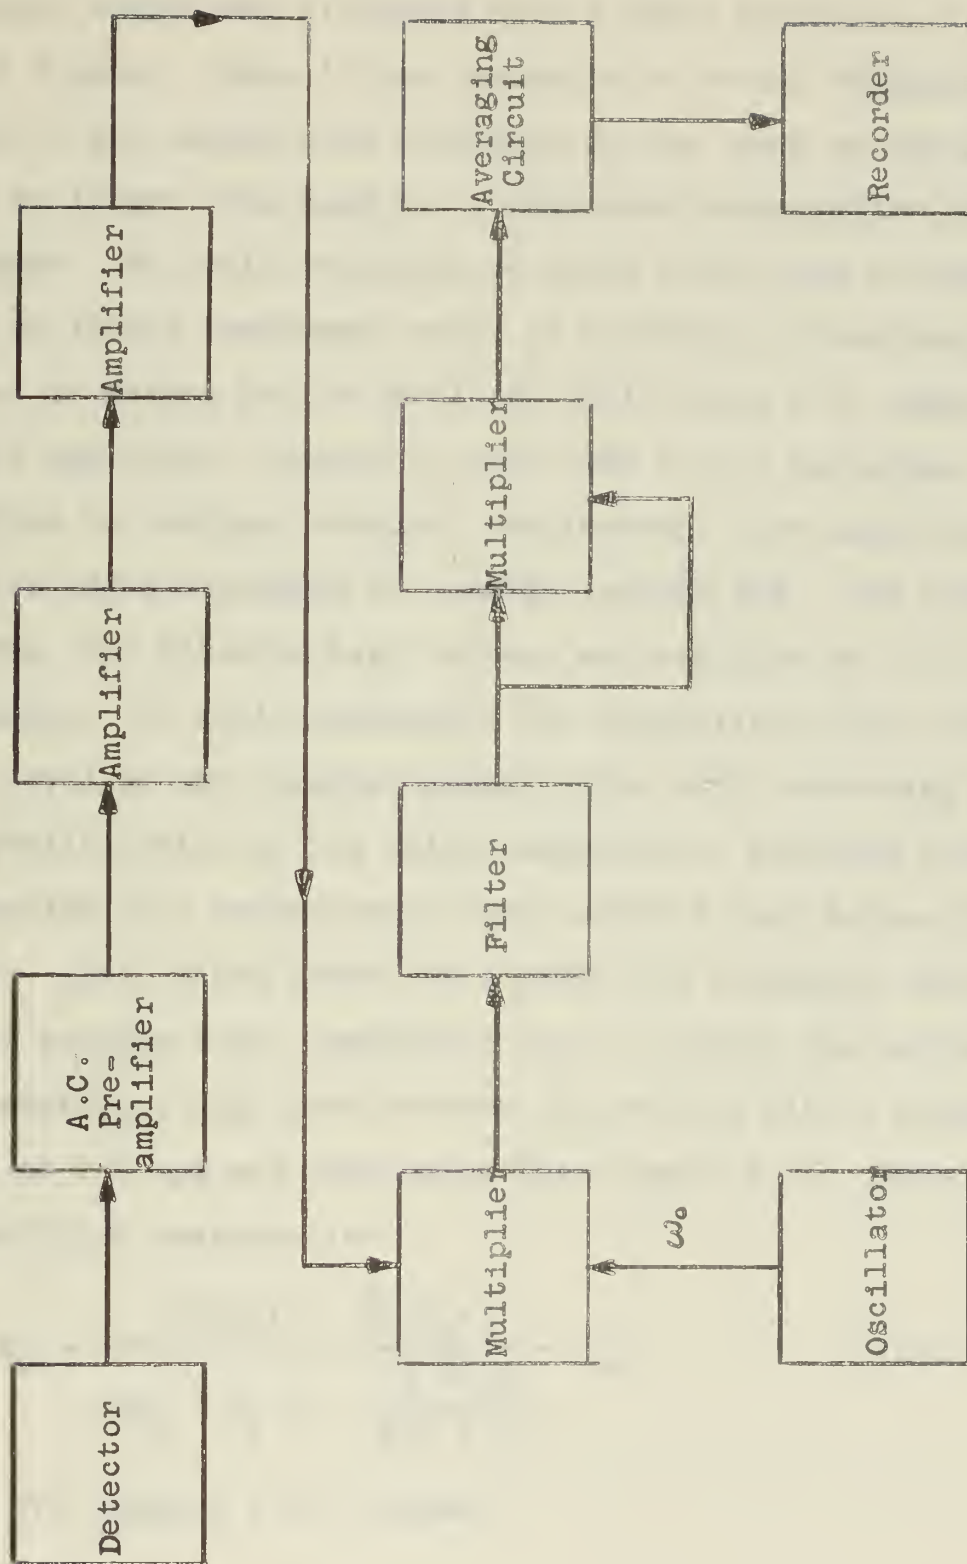 Detector
A.C.
Pre-
amplifier
Amplifier
Amplifier
Multiplier
Filter
Multiplier
Averaging
Circuit
ω₀
Oscillator
Recorder